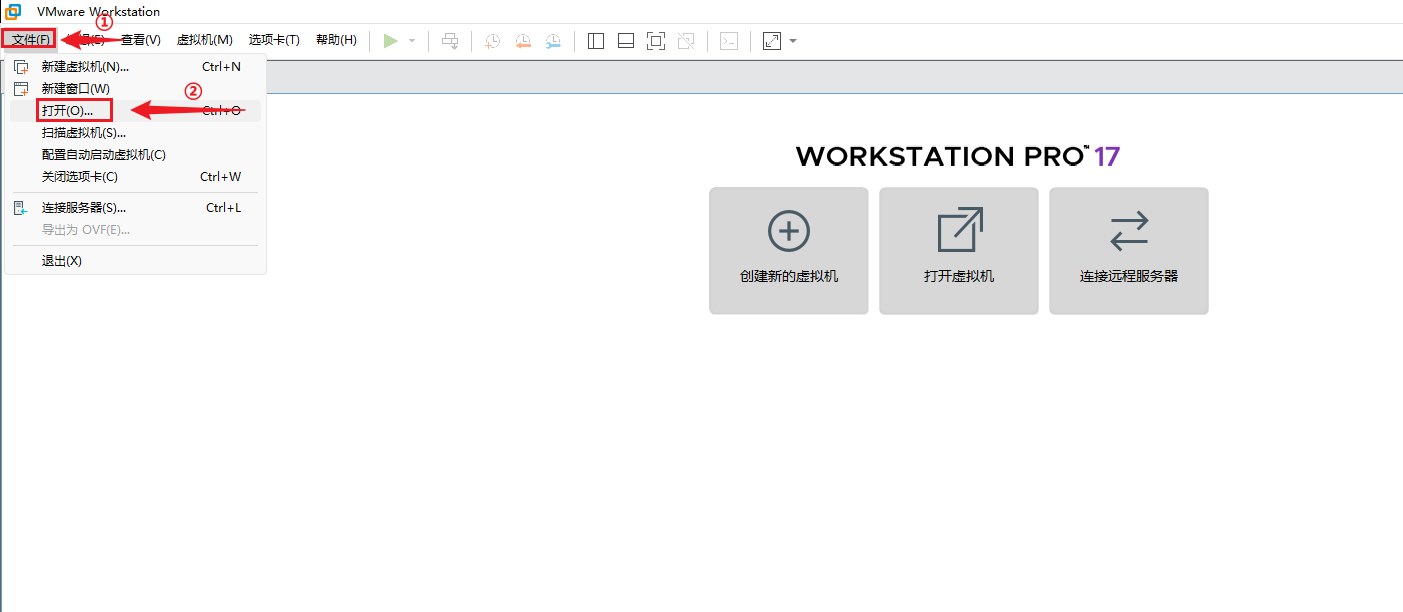 VMware Workstation
①
文件(F) 编辑(E) 查看(V) 虚拟机(M) 选项卡(T) 帮助(H)
新建虚拟机(N)... Ctrl+N
新建窗口(W)
②
打开(O)... Ctrl+O
扫描虚拟机(S)...
配置自动启动虚拟机(C)
关闭选项卡(C) Ctrl+W
连接服务器(S)... Ctrl+L
导出为 OVF(E)...
退出(X)
WORKSTATION PRO™ 17
创建新的虚拟机 打开虚拟机 连接远程服务器